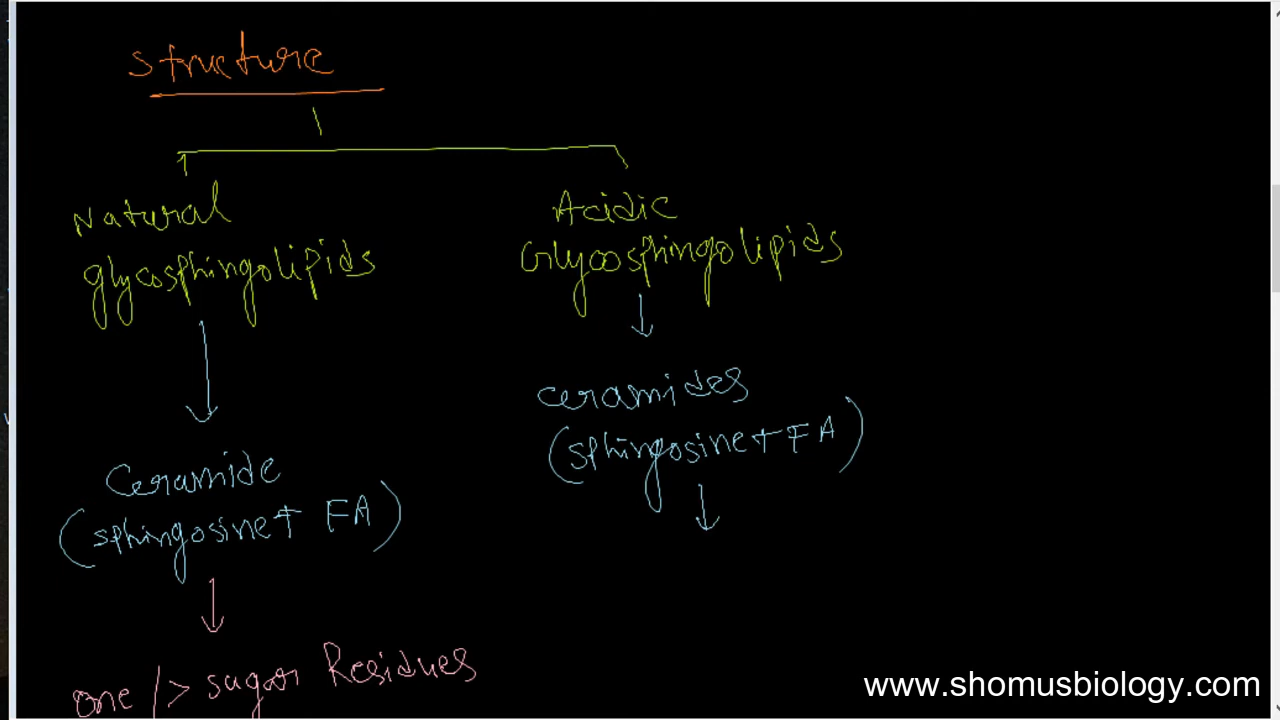 Structure
Natural
glycosphingolipids
Ceramide
(sphingosine + FA)
one / > sugar Residues
Acidic
Glycosphingolipids
ceramides
(sphingosine + FA)
www.shomusbiology.com